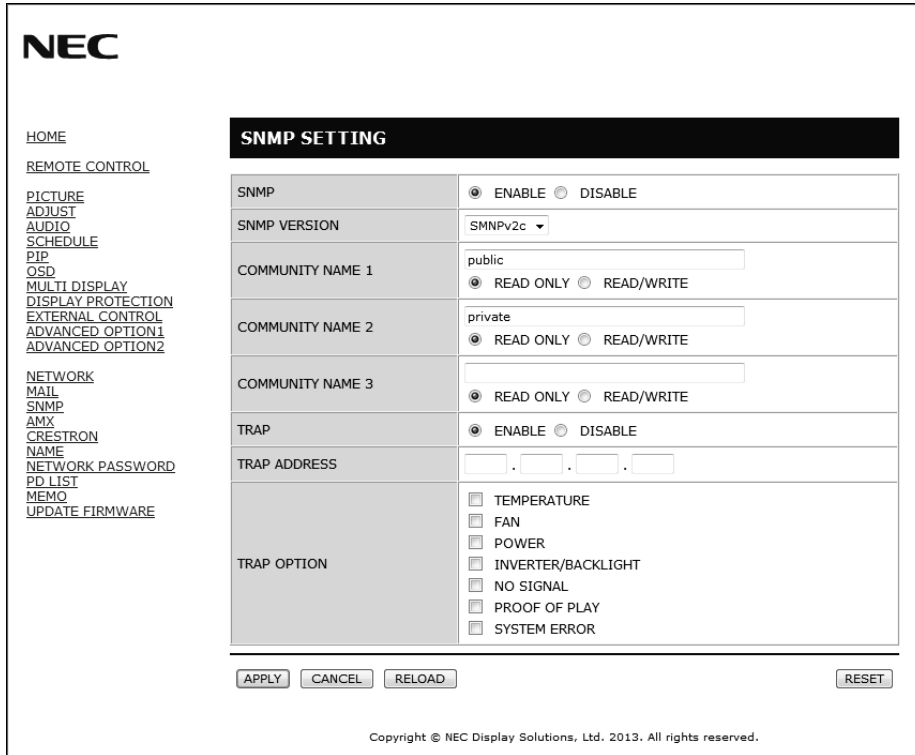 NEC
HOME
REMOTE CONTROL
PICTURE
ADJUST
AUDIO
SCHEDULE
PIP
OSD
MULTI DISPLAY
DISPLAY PROTECTION
EXTERNAL CONTROL
ADVANCED OPTION1
ADVANCED OPTION2
NETWORK
MAIL
SNMP
AMX
CRESTRON
NAME
NETWORK PASSWORD
PD LIST
MEMO
UPDATE FIRMWARE
SNMP SETTING
SNMP ENABLE DISABLE
SNMP VERSION SMNPv2c
COMMUNITY NAME 1 public
READ ONLY READ/WRITE
COMMUNITY NAME 2 private
READ ONLY READ/WRITE
COMMUNITY NAME 3
READ ONLY READ/WRITE
TRAP ENABLE DISABLE
TRAP ADDRESS . . .
TRAP OPTION
TEMPERATURE
FAN
POWER
INVERTER/BACKLIGHT
NO SIGNAL
PROOF OF PLAY
SYSTEM ERROR
APPLY CANCEL RELOAD RESET
Copyright © NEC Display Solutions, Ltd. 2013. All rights reserved.